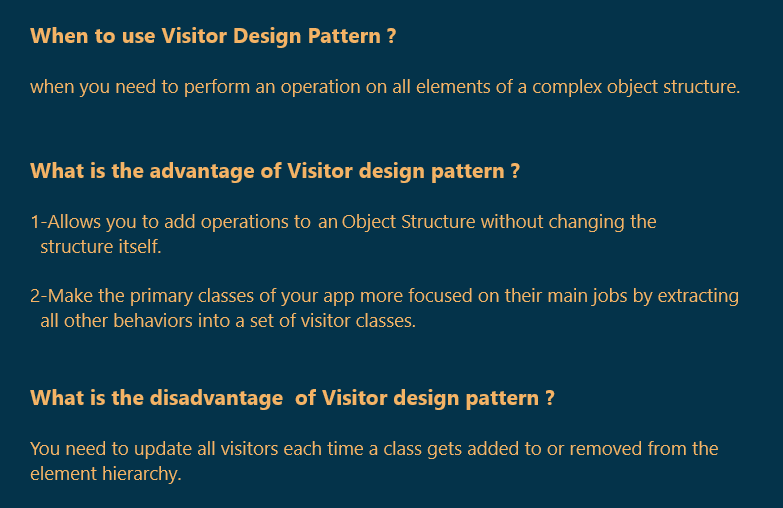 When to use Visitor Design Pattern ?
when you need to perform an operation on all elements of a complex object structure.
What is the advantage of Visitor design pattern ?
1-Allows you to add operations to an Object Structure without changing the
structure itself.
2-Make the primary classes of your app more focused on their main jobs by extracting
all other behaviors into a set of visitor classes.
What is the disadvantage of Visitor design pattern ?
You need to update all visitors each time a class gets added to or removed from the
element hierarchy.